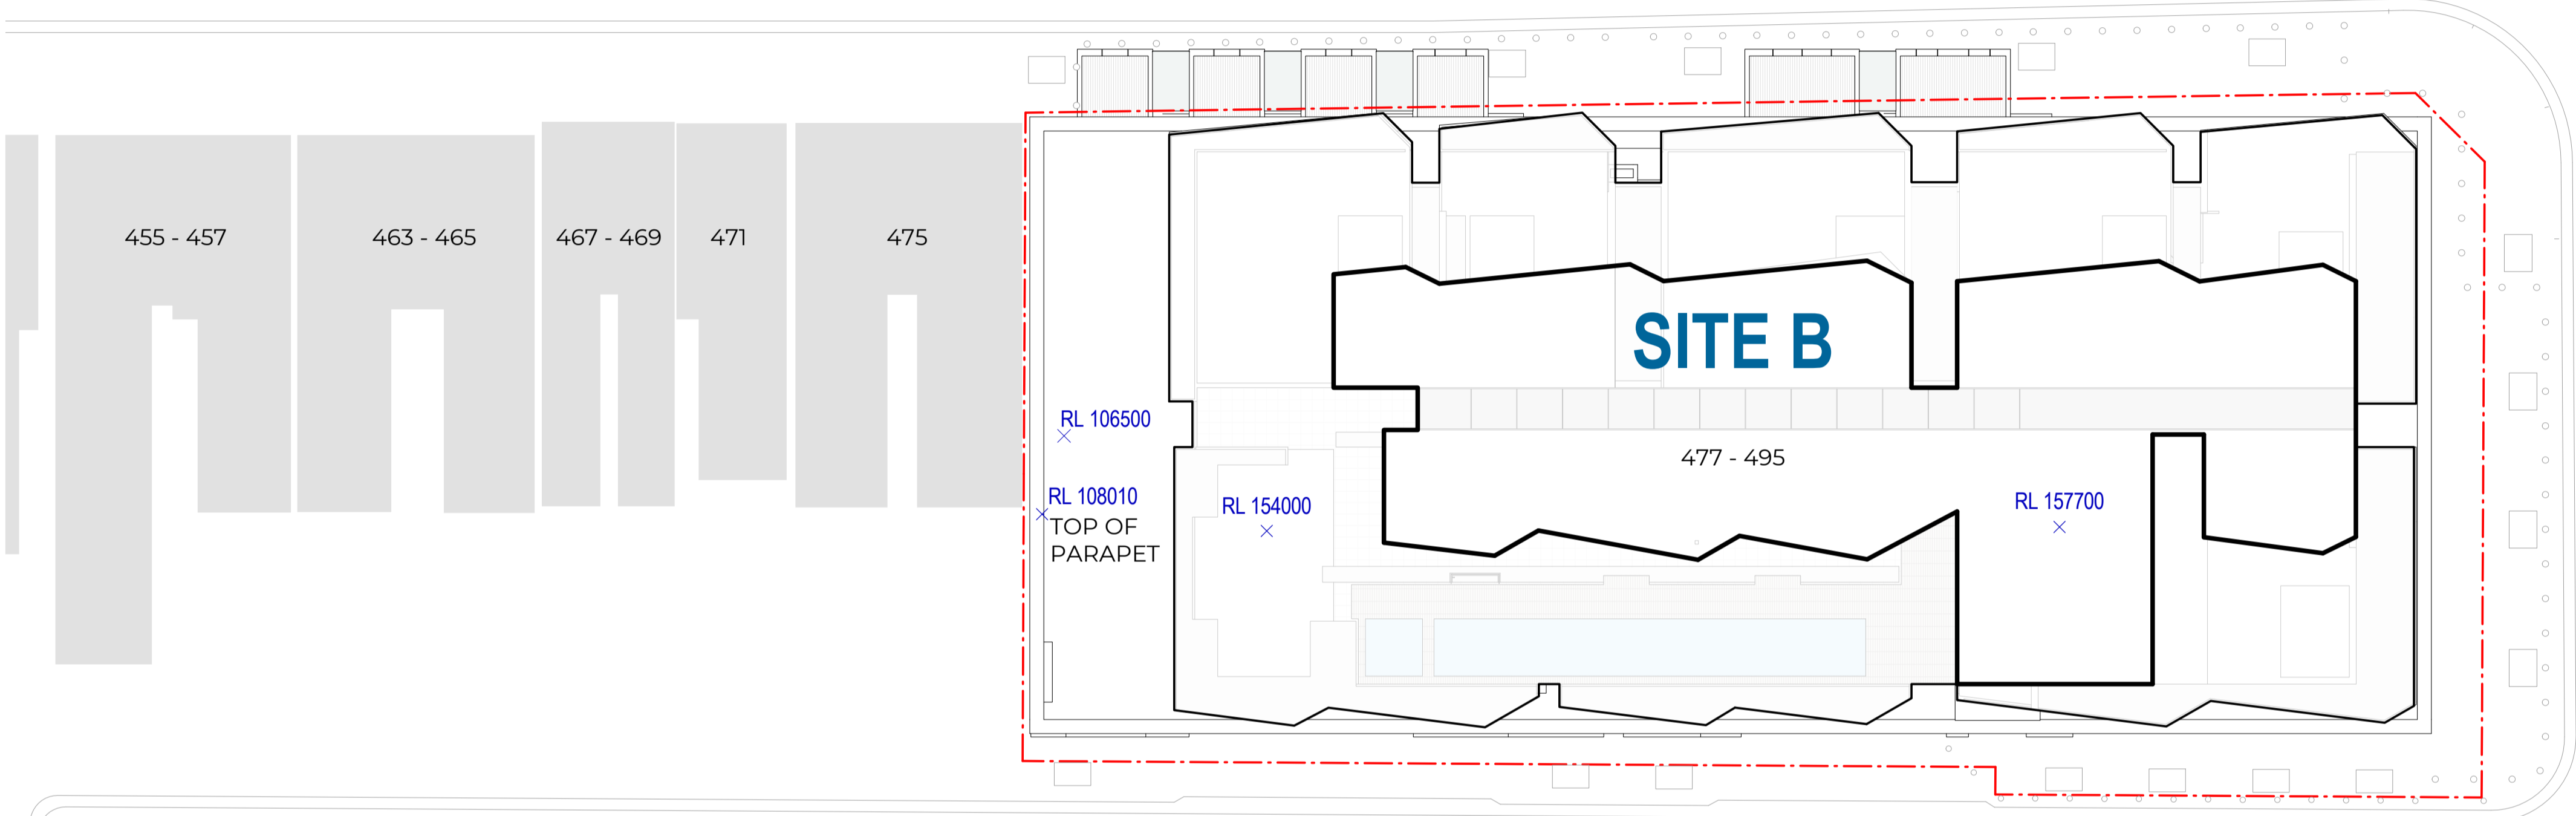 455 - 457
463 - 465
467 - 469
471
475
SITE B
RL 106500
477 - 495
RL 108010
TOP OF
PARAPET
RL 154000
RL 157700